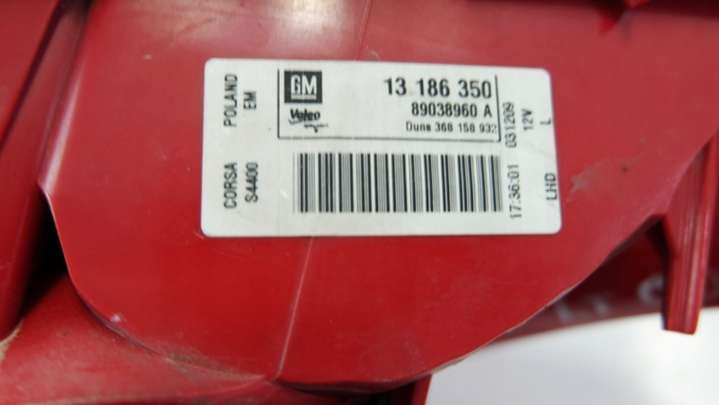 GM
13 186 350
Valeo
89038960 A
Duns 368 158 932
POLAND
EM
CORSA
S4400
17:36:01 031209
12V
L
LHD